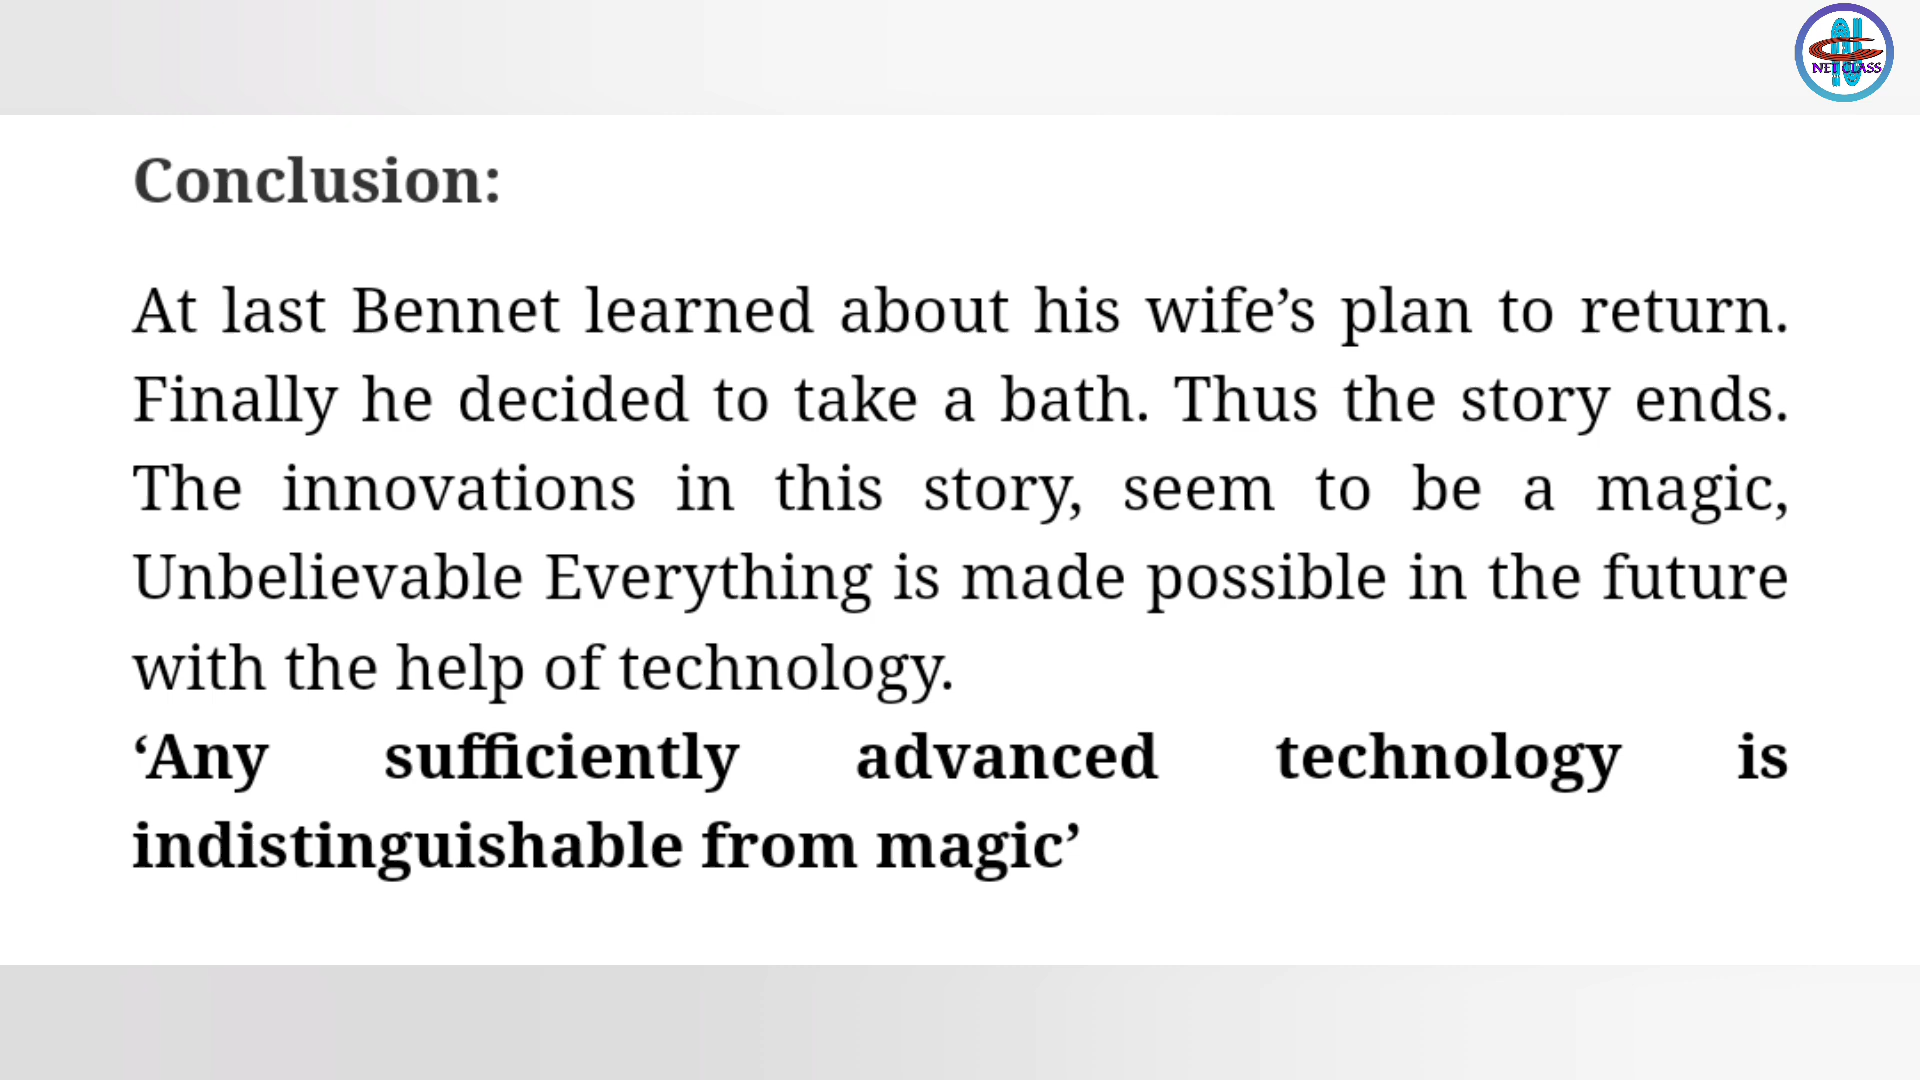 NET CLASS
Conclusion:
At last Bennet learned about his wife’s plan to return.
Finally he decided to take a bath. Thus the story ends.
The innovations in this story, seem to be a magic,
Unbelievable Everything is made possible in the future
with the help of technology.
‘Any sufficiently advanced technology is
indistinguishable from magic’